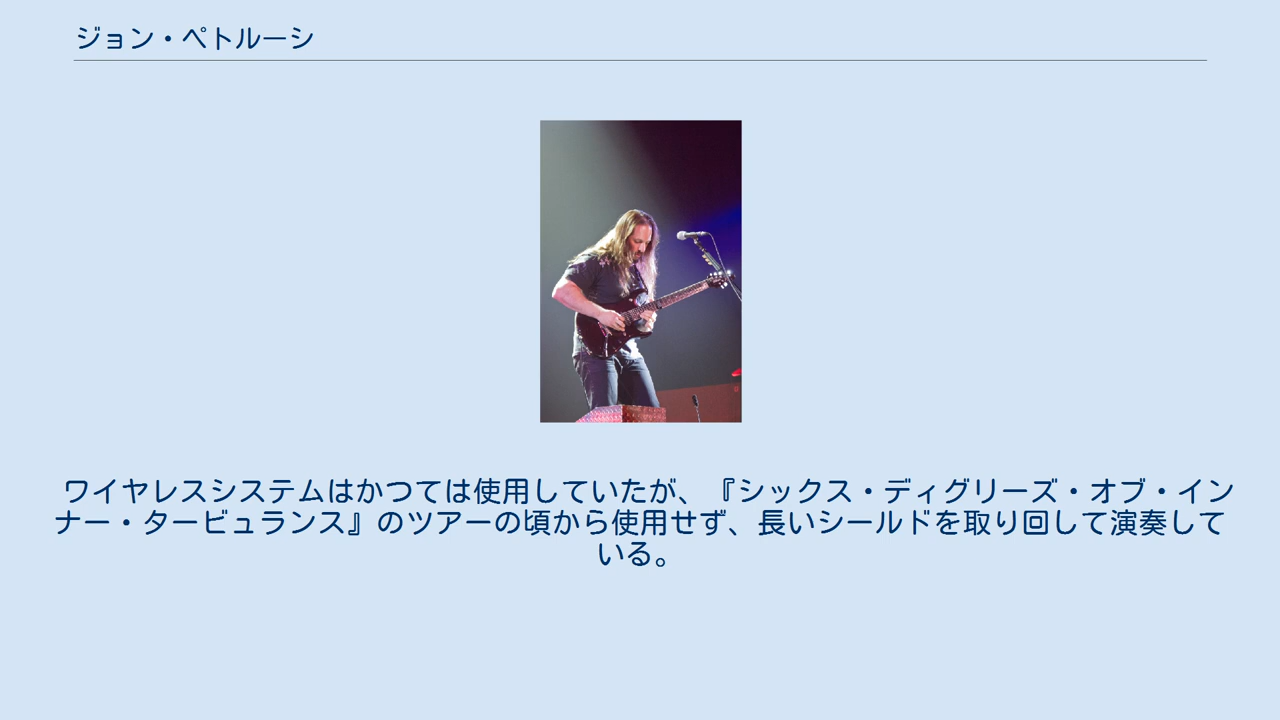 ジョン・ペトルーシ
ワイヤレスシステムはかつては使用していたが、『シックス・ディグリーズ・オブ・イン
ナー・タービュランス』のツアーの頃から使用せず、長いシールドを取り回して演奏して
いる。